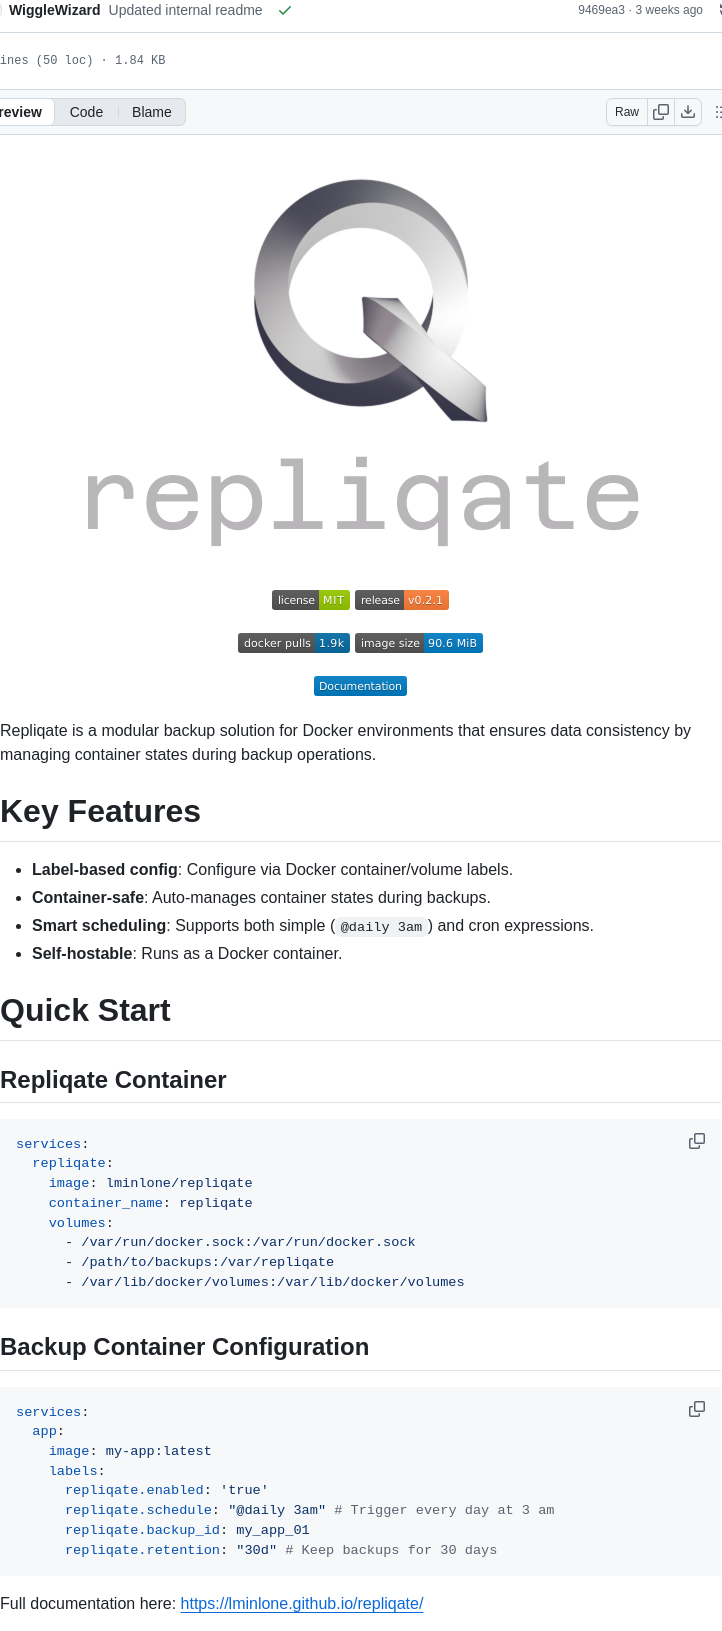 WiggleWizard Updated internal readme 9469ea3 · 3 weeks ago
ines (50 loc) · 1.84 KB
review Code Blame Raw
repliqate
license MIT release v0.2.1
docker pulls 1.9k image size 90.6 MiB
Documentation
Repliqate is a modular backup solution for Docker environments that ensures data consistency by
managing container states during backup operations.
Key Features
Label-based config: Configure via Docker container/volume labels.
Container-safe: Auto-manages container states during backups.
Smart scheduling: Supports both simple (@daily 3am) and cron expressions.
Self-hostable: Runs as a Docker container.
Quick Start
Repliqate Container
services:
  repliqate:
    image: lminlone/repliqate
    container_name: repliqate
    volumes:
      - /var/run/docker.sock:/var/run/docker.sock
      - /path/to/backups:/var/repliqate
      - /var/lib/docker/volumes:/var/lib/docker/volumes
Backup Container Configuration
services:
  app:
    image: my-app:latest
    labels:
      repliqate.enabled: 'true'
      repliqate.schedule: "@daily 3am" # Trigger every day at 3 am
      repliqate.backup_id: my_app_01
      repliqate.retention: "30d" # Keep backups for 30 days
Full documentation here: https://lminlone.github.io/repliqate/